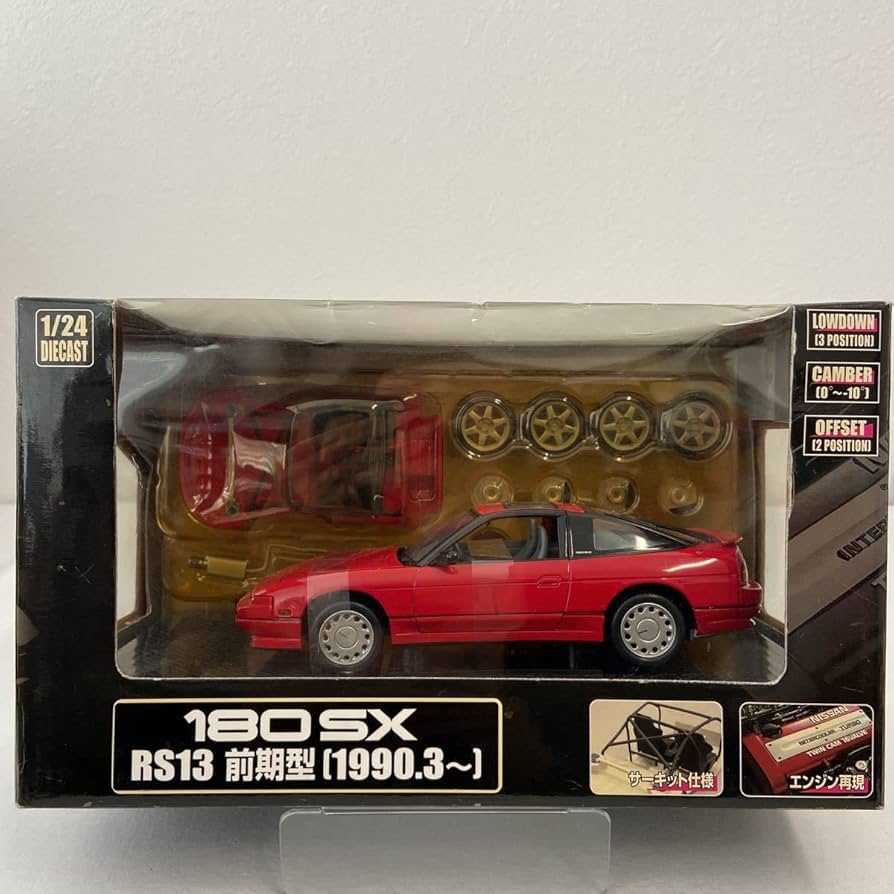 1/24
DIECAST
LOWDOWN
(3 POSITION)
CAMBER
(0°~-10°)
OFFSET
(2 POSITION)
INTER
180SX
RS13 前期型(1990.3~)
サーキット仕様
NISSAN
INTERCOOLER TURBO
TWIN CAM 16VALVE
エンジン再現